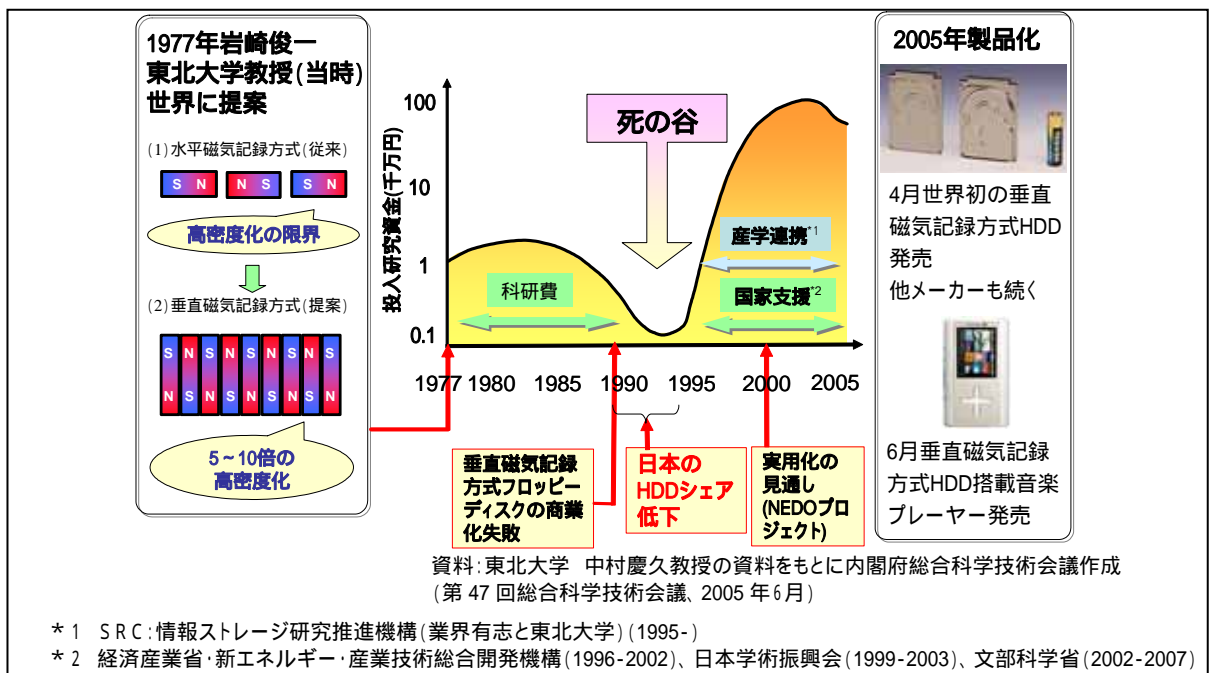 1977年岩崎俊一
東北大学教授(当時)
世界に提案
(1)水平磁気記録方式(従来)
S N N S S N
高密度化の限界
(2)垂直磁気記録方式(提案)
S N S N S N S N S
N S N S N S N S N
5~10倍の
高密度化
投入研究資金(千万円)
100
10
1
0.1
死の谷
科研費
産学連携*1
国家支援*2
1977 1980 1985 1990 1995 2000 2005
垂直磁気記録
方式フロッピー
ディスクの商業
化失敗
日本の
HDDシェア
低下
実用化の
見通し
(NEDOプロ
ジェクト)
2005年製品化
4月世界初の垂直
磁気記録方式HDD
発売
他メーカーも続く
6月垂直磁気記録
方式HDD搭載音楽
プレーヤー発売
資料:東北大学 中村慶久教授の資料をもとに内閣府総合科学技術会議作成
(第 47 回総合科学技術会議、2005 年6月)
*1 SRC:情報ストレージ研究推進機構(業界有志と東北大学)(1995-)
*2 経済産業省・新エネルギー・産業技術総合開発機構(1996-2002)、日本学術振興会(1999-2003)、文部科学省(2002-2007)